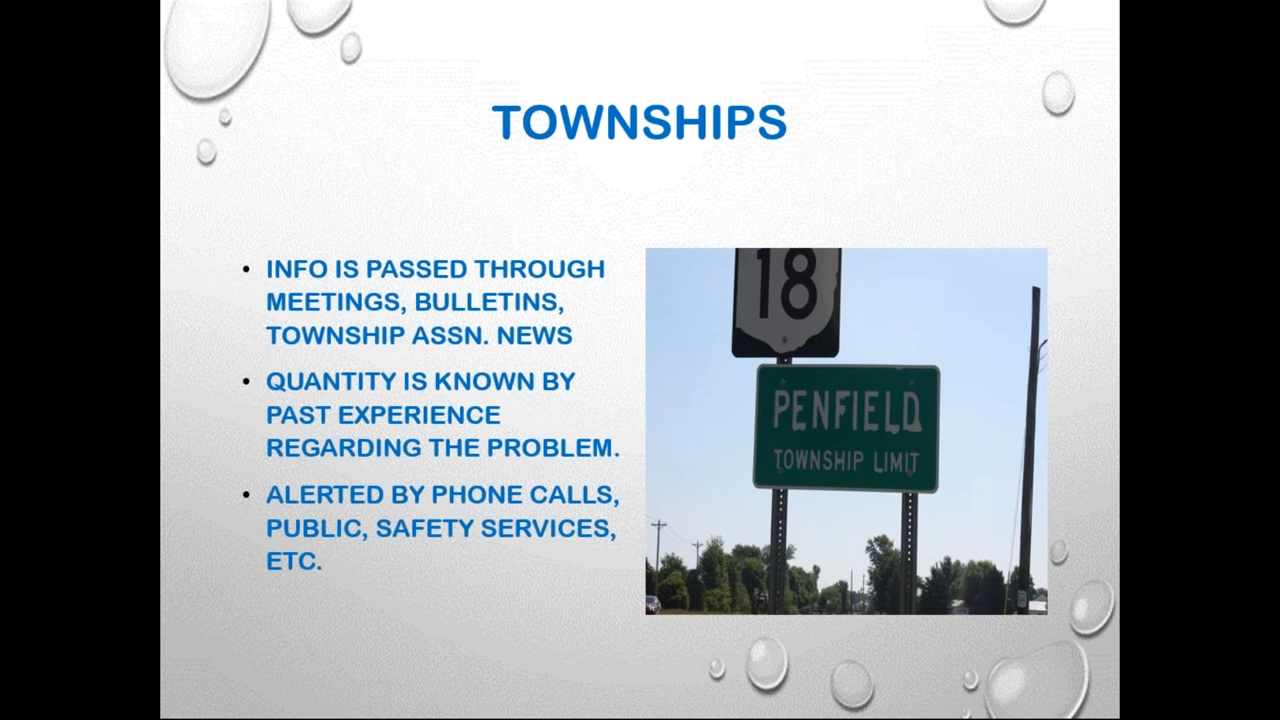 TOWNSHIPS
• INFO IS PASSED THROUGH
MEETINGS, BULLETINS,
TOWNSHIP ASSN. NEWS
• QUANTITY IS KNOWN BY
PAST EXPERIENCE
REGARDING THE PROBLEM.
• ALERTED BY PHONE CALLS,
PUBLIC, SAFETY SERVICES,
ETC.
18
PENFIELD
TOWNSHIP LIMIT